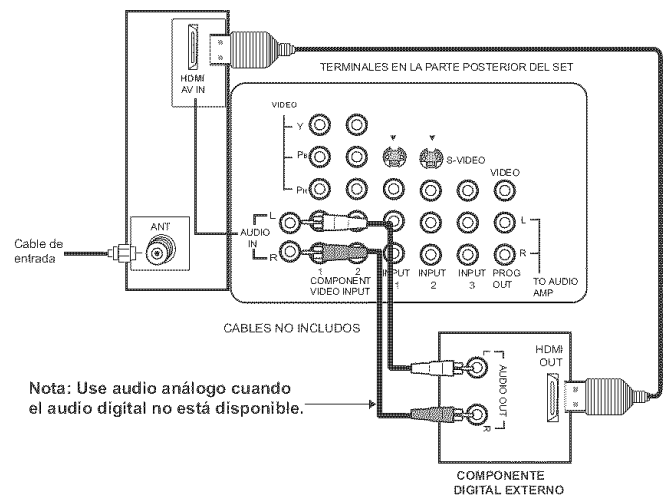 HDMI
AV IN
TERMINALES EN LA PARTE POSTERIOR DEL SET
VIDEO
Y
PB
PR
S-VIDEO
VIDEO
ANT
Cable de
entrada
AUDIO
IN
L
R
L
R
1
2
COMPONENT
VIDEO INPUT
INPUT
1
INPUT
2
INPUT
3
PROG
OUT
TO AUDIO
AMP
CABLES NO INCLUDOS
Nota: Use audio análogo cuando
el audio digital no está disponible.
L
AUDIO OUT
R
HDMI
OUT
COMPONENTE
DIGITAL EXTERNO